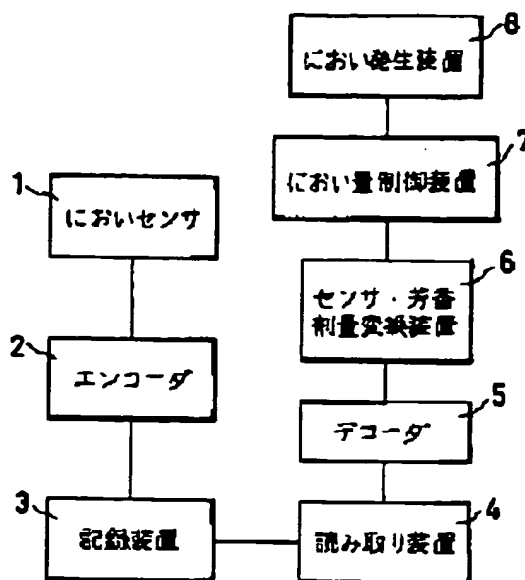 1
においセンサ
2
エンコーダ
3
記録装置
4
読み取り装置
5
デコーダ
6
センサ・芳香
剤量変換装置
7
におい量制御装置
8
におい発生装置